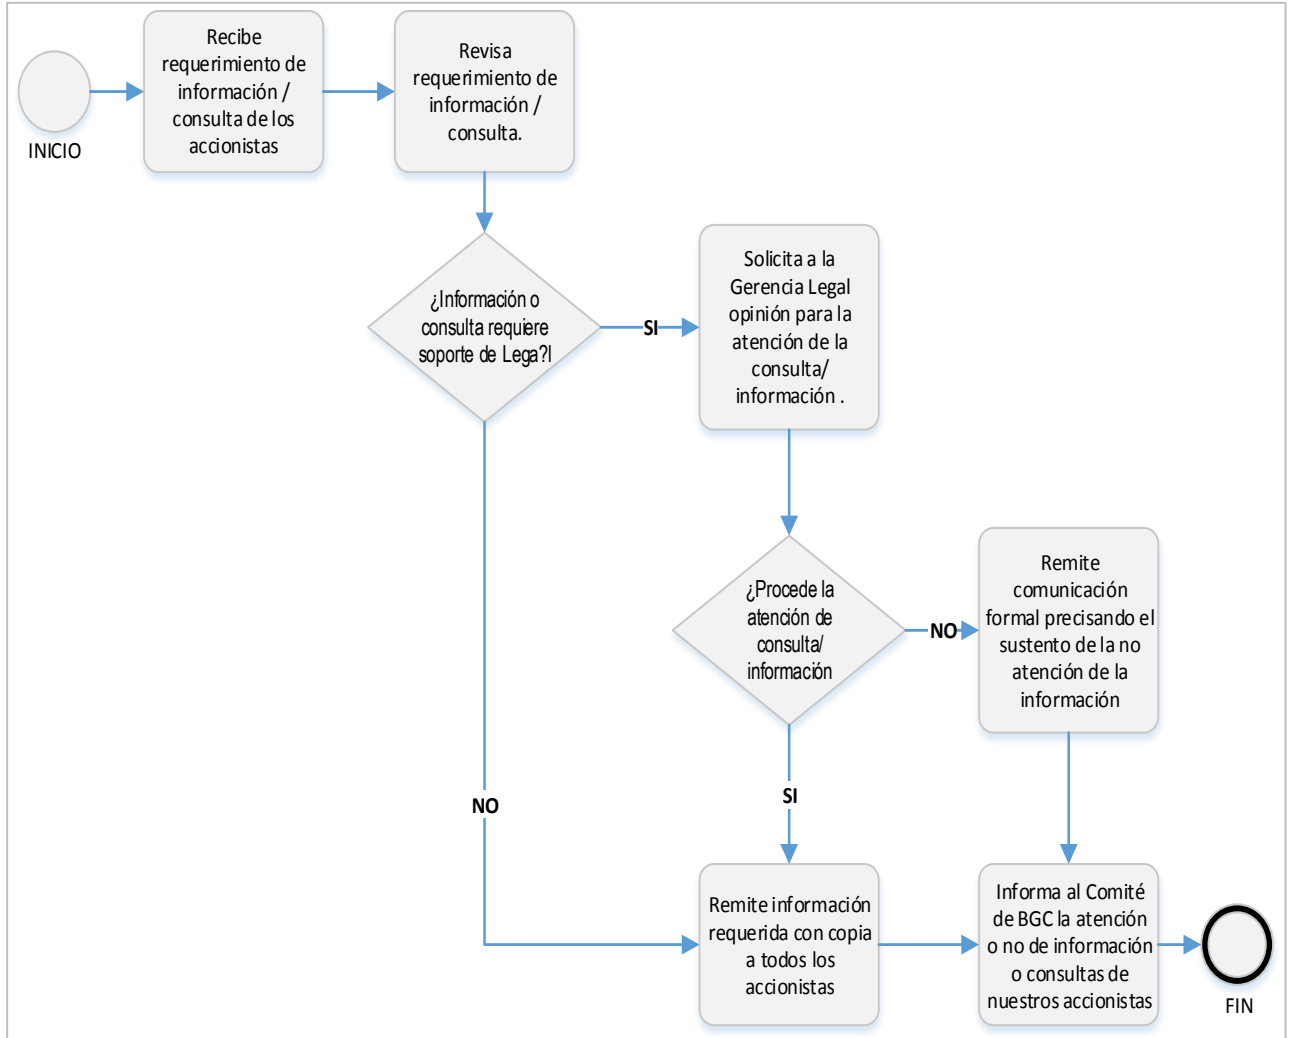 Recibe
requerimiento de
información /
consulta de los
accionistas
Revisa
requerimiento de
información /
consulta.
INICIO
¿Información o
consulta requiere
soporte de Lega?l
SI
Solicita a la
Gerencia Legal
opinión para la
atención de la
consulta/
información .
¿Procede la
atención de
consulta/
información
NO
Remite
comunicación
formal precisando el
sustento de la no
atención de la
información
SI
NO
Remite información
requerida con copia
a todos los
accionistas
Informa al Comité
de BGC la atención
o no de información
o consultas de
nuestros accionistas
FIN